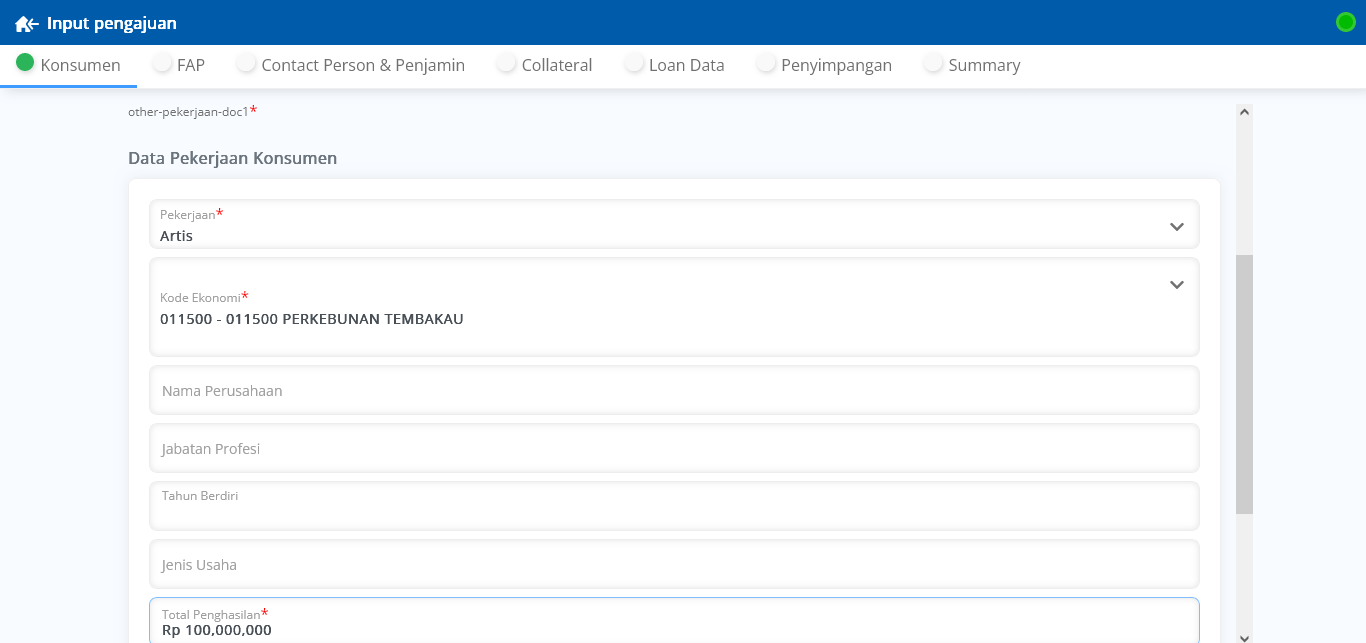 Input pengajuan
Konsumen FAP Contact Person & Penjamin Collateral Loan Data Penyimpangan Summary
other-pekerjaan-doc1*
Data Pekerjaan Konsumen
Pekerjaan*
Artis
Kode Ekonomi*
011500 - 011500 PERKEBUNAN TEMBAKAU
Nama Perusahaan
Jabatan Profesi
Tahun Berdiri
Jenis Usaha
Total Penghasilan*
Rp 100,000,000